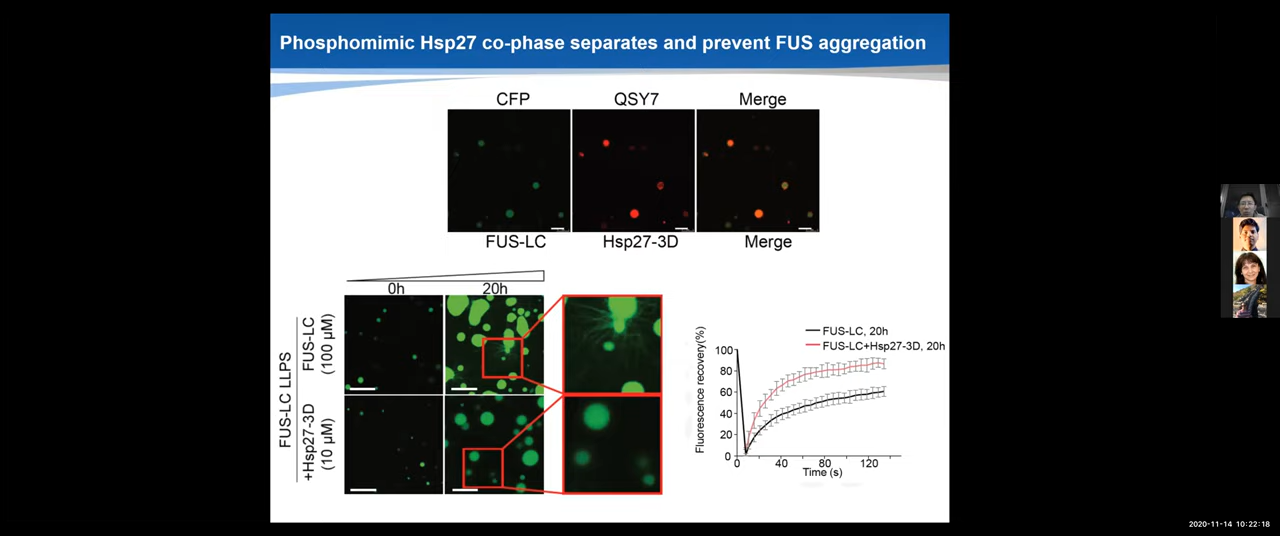 Phosphomimic Hsp27 co-phase separates and prevent FUS aggregation
CFP
QSY7
Merge
FUS-LC
Hsp27-3D
Merge
0h
20h
FUS-LC LLPS
FUS-LC
(100 µM)
+Hsp27-3D
(10 µM)
Fluorescence recovery(%)
100
80
60
40
20
0
0
40
80
120
Time (s)
FUS-LC, 20h
FUS-LC+Hsp27-3D, 20h
2020-11-14 10:22:18